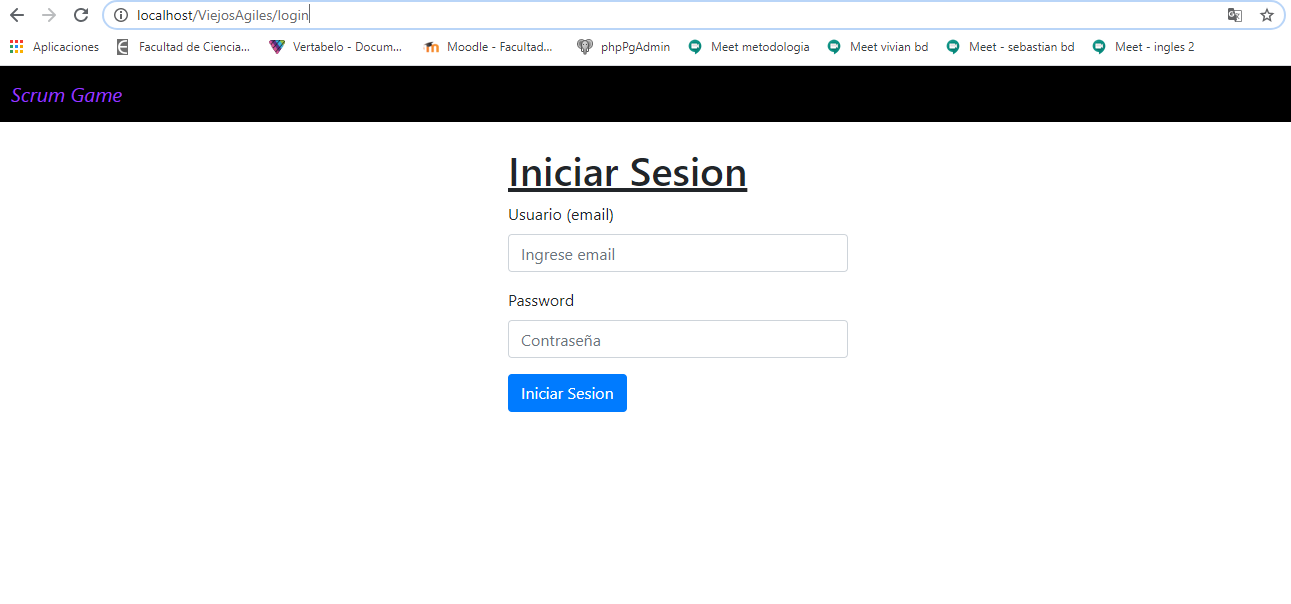 localhost/ViejosAgiles/login
Aplicaciones Facultad de Ciencia... Vertabelo - Docum... Moodle - Facultad... phpPgAdmin Meet metodologia Meet vivian bd Meet - sebastian bd Meet - ingles 2
Scrum Game
Iniciar Sesion
Usuario (email)
Ingrese email
Password
Contraseña
Iniciar Sesion